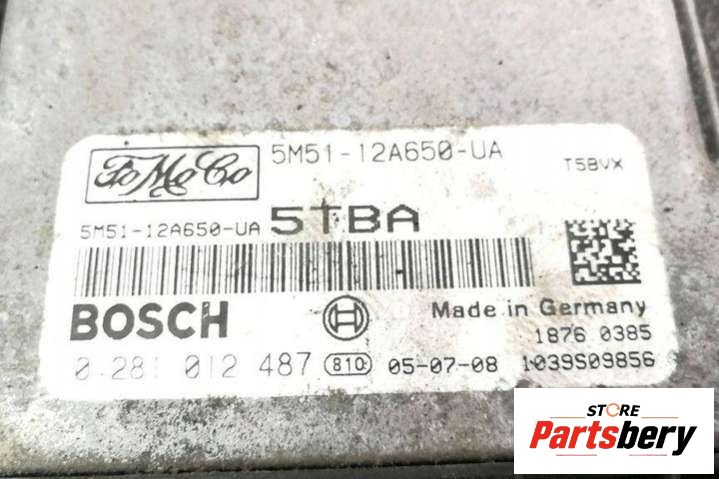 FoMoCo
5M51-12A650-UA
T5BVX
5M51-12A650-UA 5TBA
BOSCH
Made in Germany
1876 0385
0 281 012 487 810 05-07-08 1039S09856
STORE
Partsbery